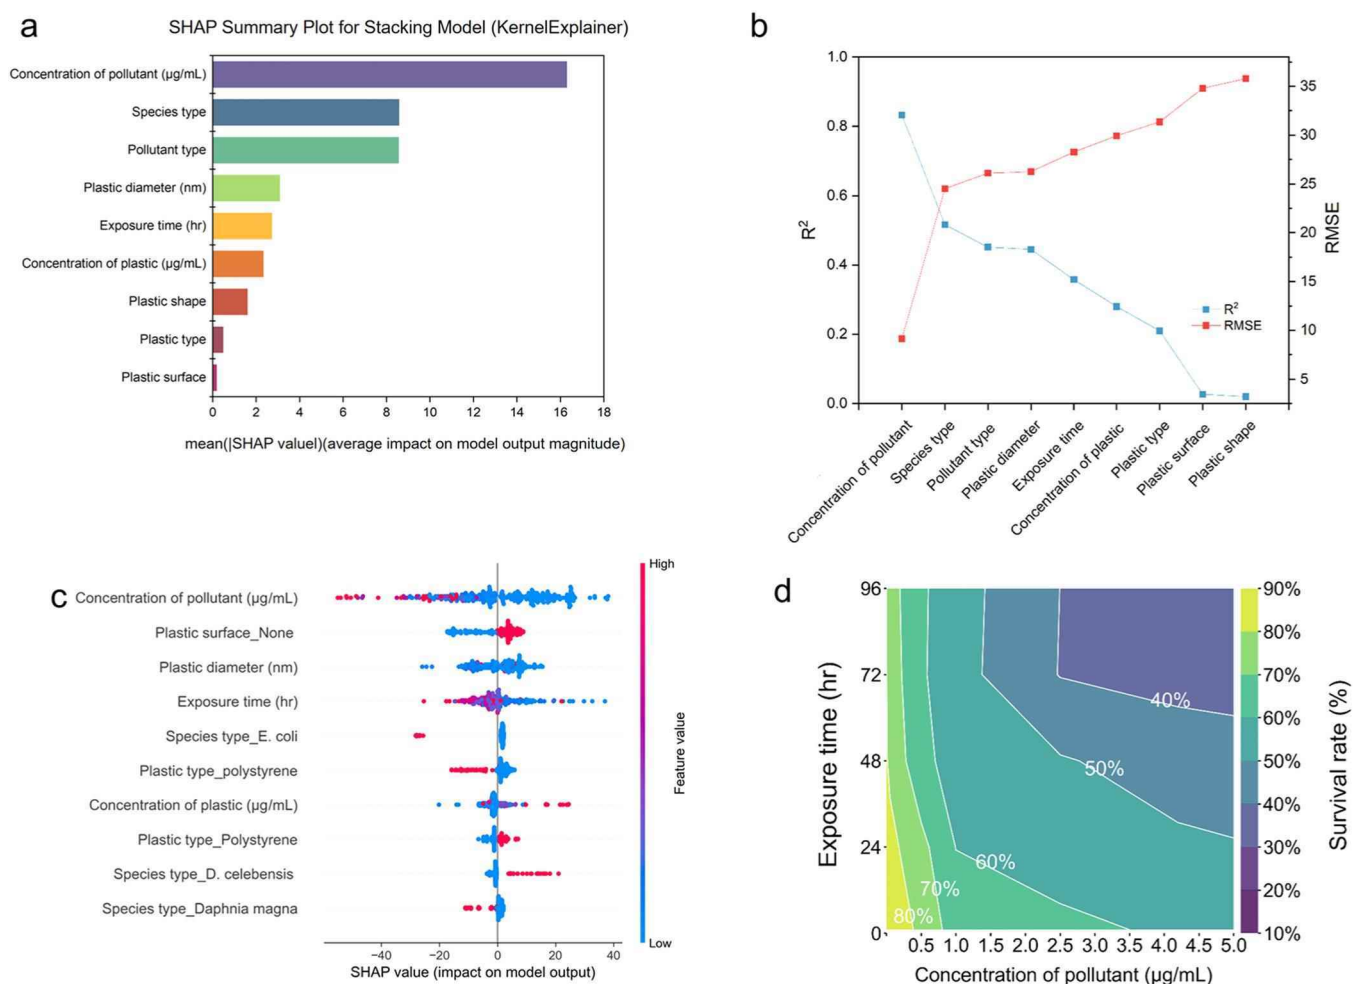 a
SHAP Summary Plot for Stacking Model (KernelExplainer)
Concentration of pollutant (μg/mL)
Species type
Pollutant type
Plastic diameter (nm)
Exposure time (hr)
Concentration of plastic (μg/mL)
Plastic shape
Plastic type
Plastic surface
0 2 4 6 8 10 12 14 16 18
mean(|SHAP valuel)(average impact on model output magnitude)
b
1.0
0.8
0.6
0.4
0.2
0.0
R²
35
30
25
20
15
10
5
RMSE
R²
RMSE
Concentration of pollutant
Species type
Pollutant type
Plastic diameter
Exposure time
Concentration of plastic
Plastic type
Plastic surface
Plastic shape
c
Concentration of pollutant (μg/mL)
Plastic surface_None
Plastic diameter (nm)
Exposure time (hr)
Species type_E. coli
Plastic type_polystyrene
Concentration of plastic (μg/mL)
Plastic type_Polystyrene
Species type_D. celebensis
Species type_Daphnia magna
−40 −20 0 20 40
SHAP value (impact on model output)
High
Feature value
Low
d
96
72
48
24
0
Exposure time (hr)
40%
50%
60%
70%
80%
0.5 1.0 1.5 2.0 2.5 3.0 3.5 4.0 4.5 5.0
Concentration of pollutant (μg/mL)
90%
80%
70%
60%
50%
40%
30%
20%
10%
Survival rate (%)